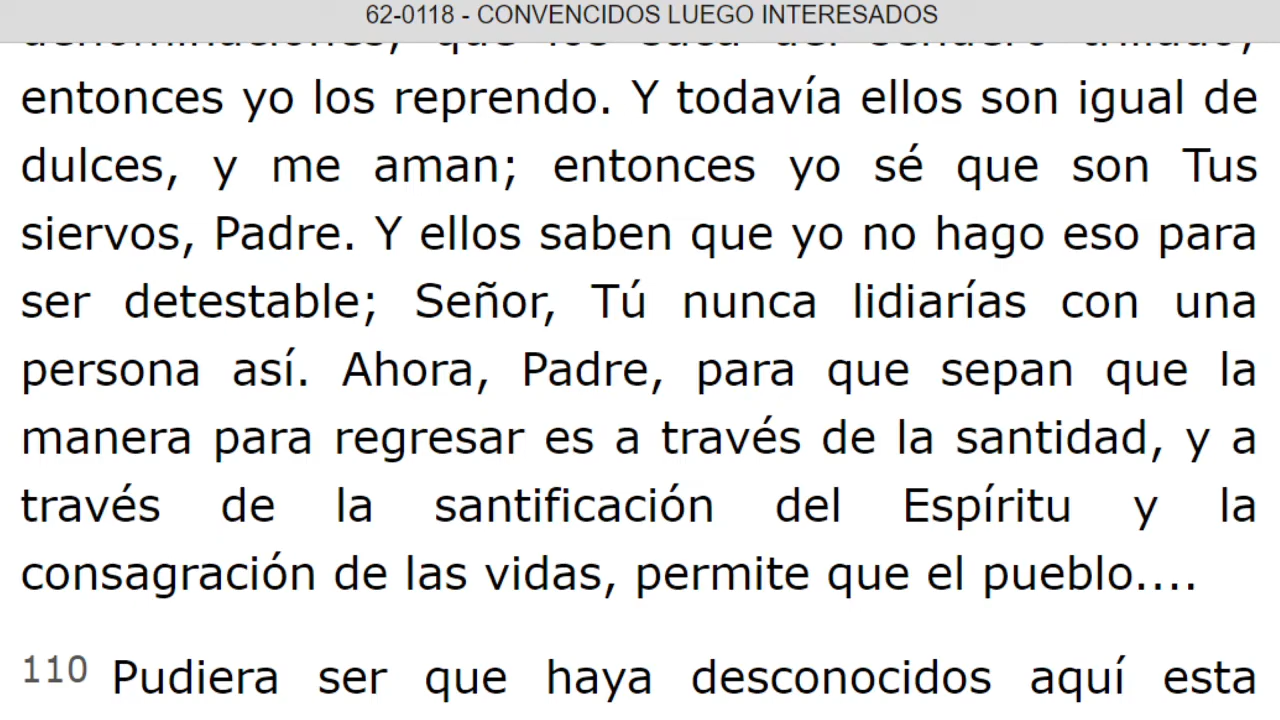 62-0118 - CONVENCIDOS LUEGO INTERESADOS
entonces yo los reprendo. Y todavía ellos son igual de
dulces, y me aman; entonces yo sé que son Tus
siervos, Padre. Y ellos saben que yo no hago eso para
ser detestable; Señor, Tú nunca lidiarías con una
persona así. Ahora, Padre, para que sepan que la
manera para regresar es a través de la santidad, y a
través de la santificación del Espíritu y la
consagración de las vidas, permite que el pueblo....
110 Pudiera ser que haya desconocidos aquí esta